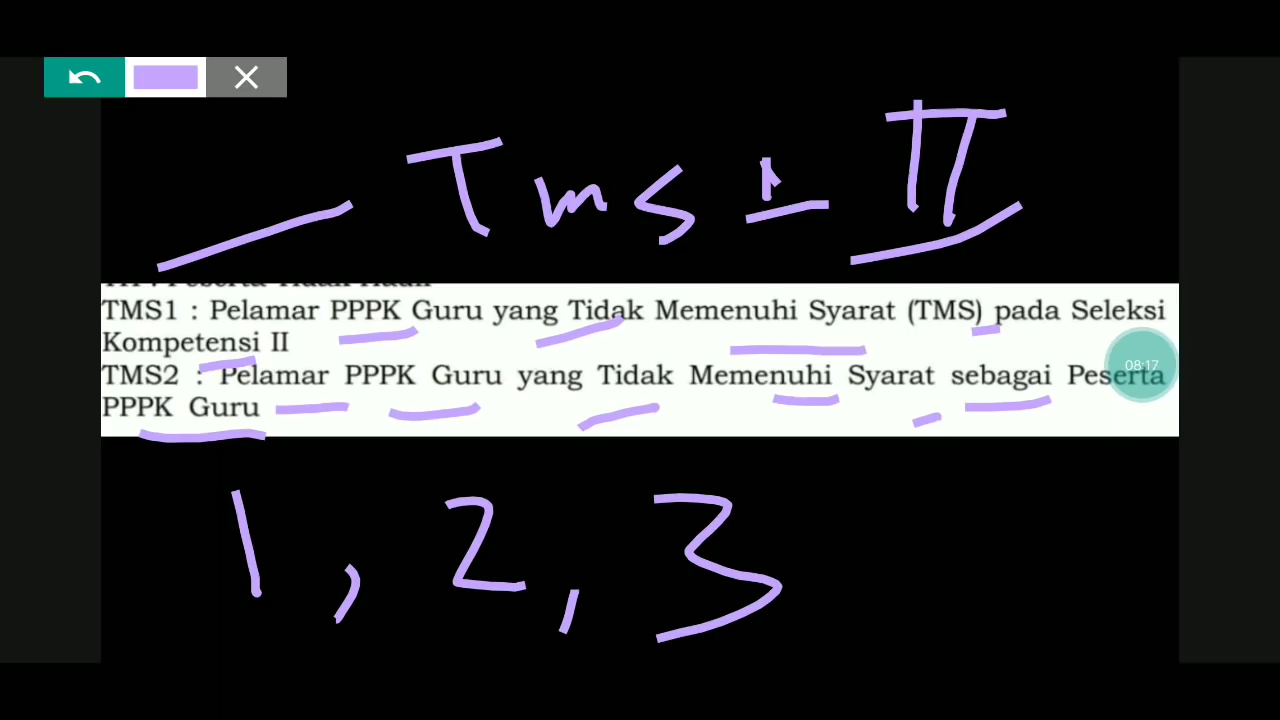 Tms 1 II
TMS1 : Pelamar PPPK Guru yang Tidak Memenuhi Syarat (TMS) pada Seleksi
Kompetensi II
08:17
TMS2 : Pelamar PPPK Guru yang Tidak Memenuhi Syarat sebagai Peserta
PPPK Guru
1, 2, 3